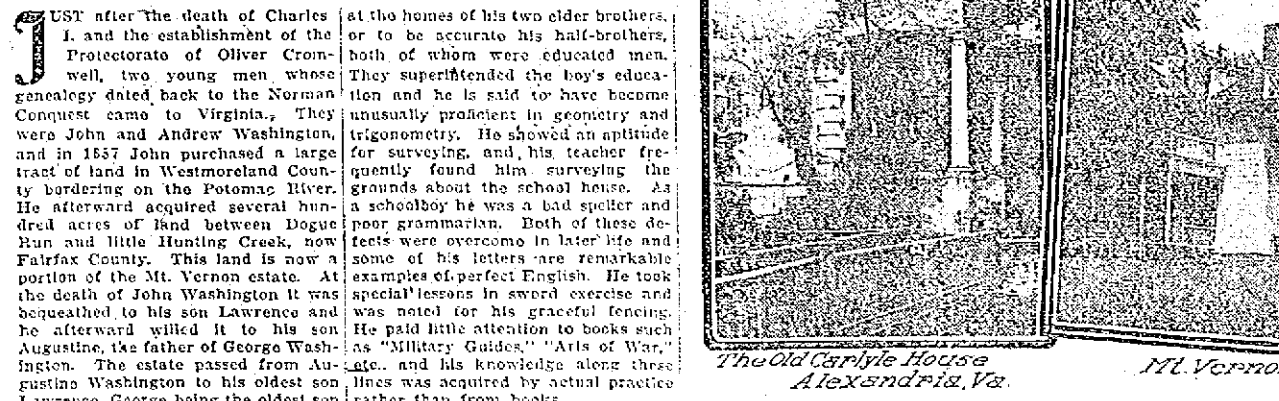 JUST after the death of Charles
I. and the establishment of the
Protectorate of Oliver Crom-
well, two young men whose
genealogy dated back to the Norman
Conquest came to Virginia. They
were John and Andrew Washington,
and in 1657 John purchased a large
tract of land in Westmoreland Coun-
ty bordering on the Potomac River.
He afterward acquired several hun-
dred acres of land between Dogue
Run and little Hunting Creek, now
Fairfax County. This land is now a
portion of the Mt. Vernon estate. At
the death of John Washington it was
bequeathed to his son Lawrence and
he afterward willed it to his son
Augustine, the father of George Wash-
ington. The estate passed from Au-
gustine Washington to his oldest son
Lawrence, George being the oldest son
at the homes of his two elder brothers,
or to be accurate his half-brothers,
both of whom were educated men.
They superintended the boy's educa-
tion and he is said to have become
unusually proficient in geometry and
trigonometry. He showed an aptitude
for surveying, and his teacher fre-
quently found him surveying the
grounds about the school house. As
a schoolboy he was a bad speller and
poor grammarian. Both of these de-
fects were overcome in later life and
some of his letters are remarkable
examples of perfect English. He took
special lessons in sword exercise and
was noted for his graceful fencing.
He paid little attention to books such
as "Military Guides," "Arts of War,"
etc., and his knowledge along these
lines was acquired by actual practice
rather than from books.
The Old Carlyle House
Alexandria, Va.
Mt. Verno